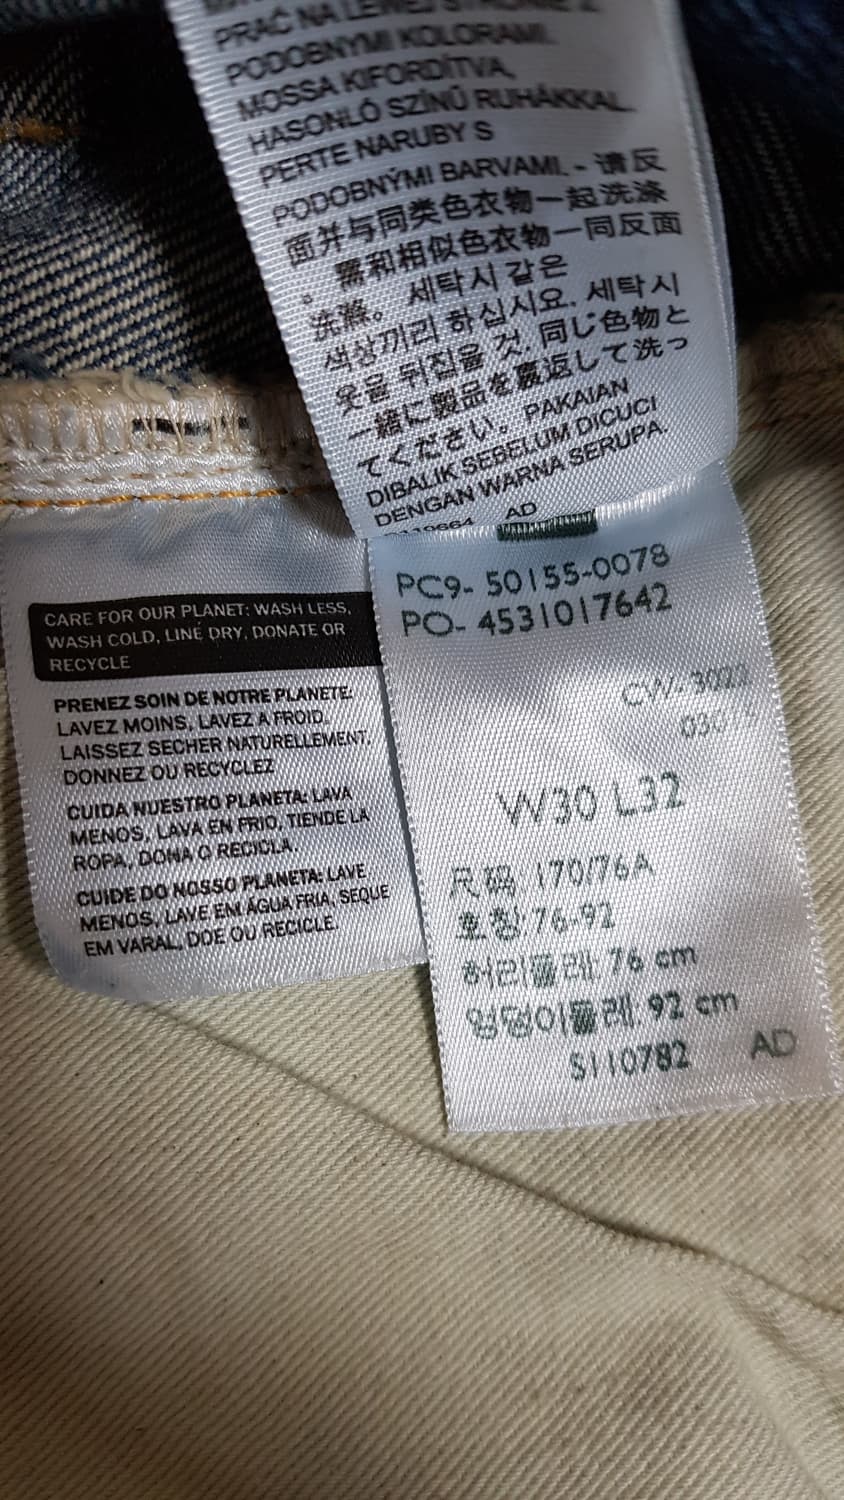 PRAĆ NA LEWEJ STRONIE Z
PODOBNYMI KOLORAMI.
MOSSA KIFORDÍTVA,
HASONLÓ SZÍNŰ RUHÁKKAL.
PERTE NARUBY S
PODOBNÝMI BARVAMI. - 请反
面并与同类色衣物一起洗涤
。需和相似色衣物一同反面
洗滌。 세탁시 같은
색상끼리 하십시요. 세탁시
옷을 뒤집을 것. 同じ色物と
一緒に製品を裏返して洗っ
てください。 PAKAIAN
DIBALIK SEBELUM DICUCI
DENGAN WARNA SERUPA.
AD
CARE FOR OUR PLANET: WASH LESS,
WASH COLD, LINE DRY, DONATE OR
RECYCLE
PRENEZ SOIN DE NOTRE PLANETE:
LAVEZ MOINS, LAVEZ A FROID,
LAISSEZ SECHER NATURELLEMENT,
DONNEZ OU RECYCLEZ
CUIDA NUESTRO PLANETA: LAVA
MENOS, LAVA EN FRIO, TIENDE LA
ROPA, DONA O RECICLA.
CUIDE DO NOSSO PLANETA: LAVE
MENOS, LAVE EM ÁGUA FRIA, SEQUE
EM VARAL, DOE OU RECICLE.
PC9- 50155-0078
PO- 4531017642
W30 L32
尺码: 170/76A
호칭 76-92
허리둘레: 76 cm
엉덩이둘레: 92 cm
S110782 AD